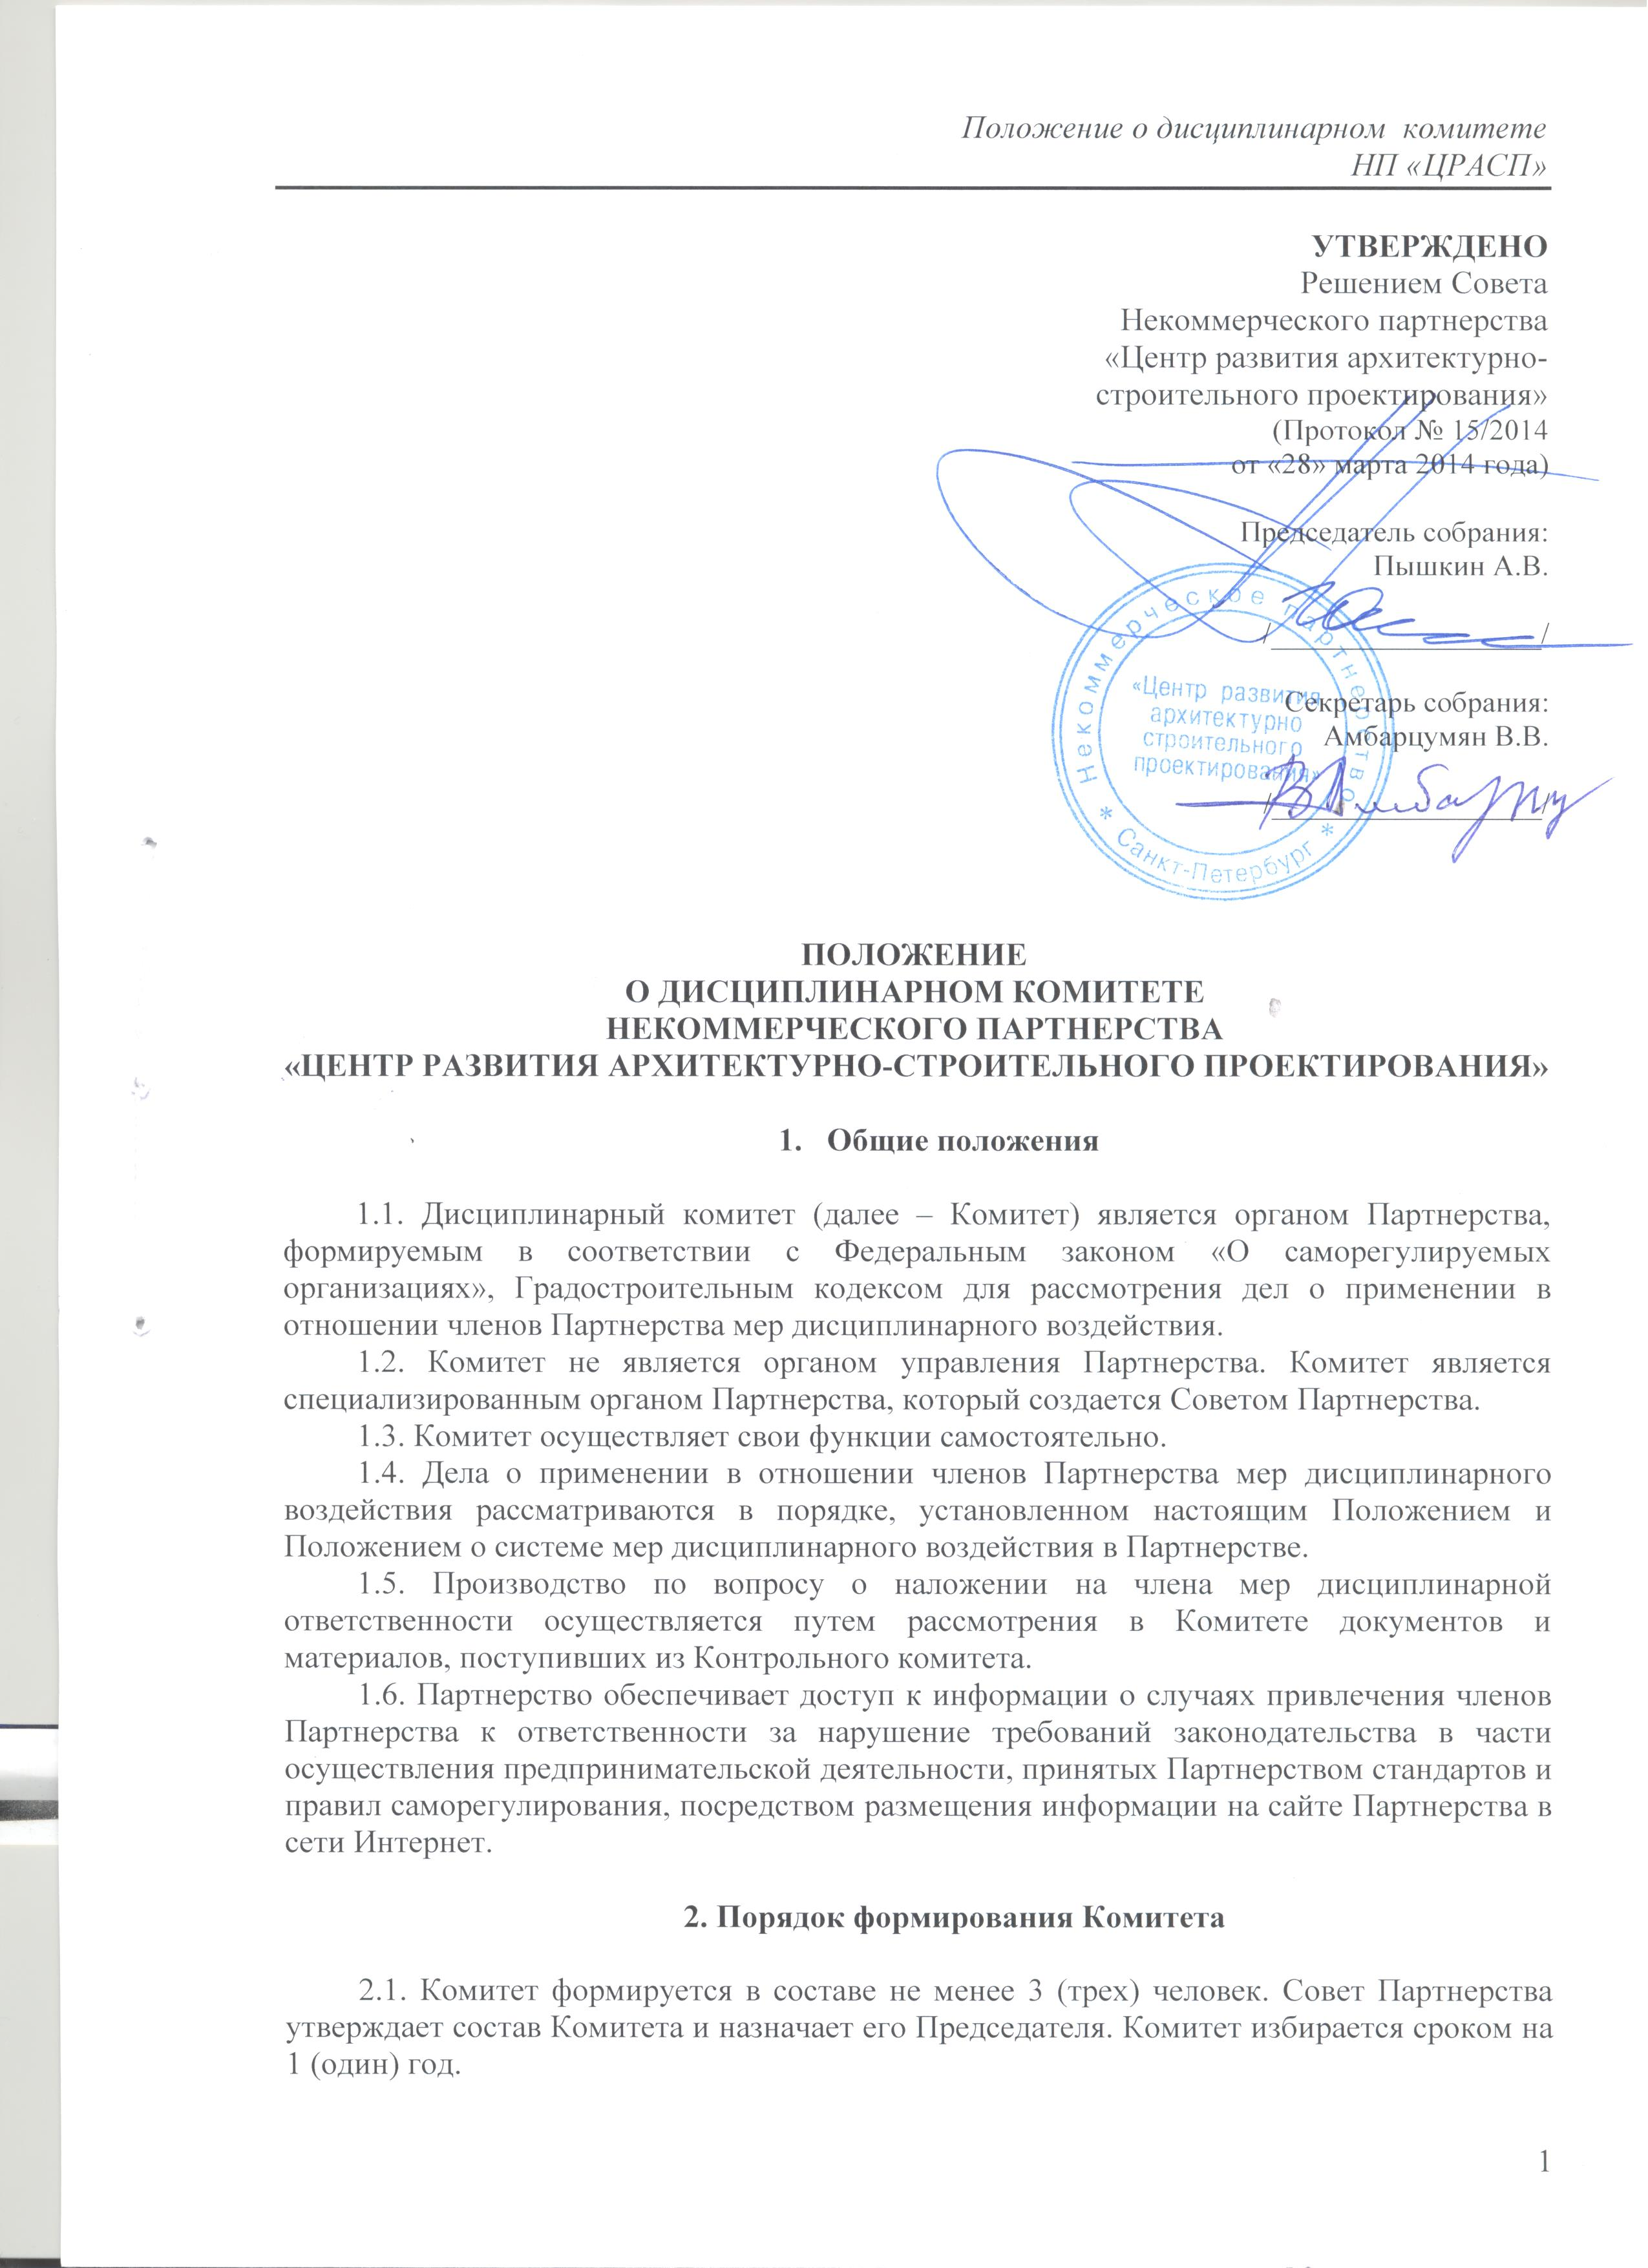 Положение о дисциплинарном комитете
НП «ЦРАСП»
УТВЕРЖДЕНО
Решением Совета
Некоммерческого партнерства
«Центр развития архитектурно-
строительного проектирования»
(Протокол № 15/2014
от «28» марта 2014 года)
Председатель собрания:
Пышкин А.В.
/ /
Секретарь собрания:
Амбарцумян В.В.
/ /
Некоммерческое партнерство
«Центр развития
архитектурно
строительного
проектирования»
* Санкт-Петербург *
ПОЛОЖЕНИЕ
О ДИСЦИПЛИНАРНОМ КОМИТЕТЕ
НЕКОММЕРЧЕСКОГО ПАРТНЕРСТВА
«ЦЕНТР РАЗВИТИЯ АРХИТЕКТУРНО-СТРОИТЕЛЬНОГО ПРОЕКТИРОВАНИЯ»
1. Общие положения
1.1. Дисциплинарный комитет (далее – Комитет) является органом Партнерства,
формируемым в соответствии с Федеральным законом «О саморегулируемых
организациях», Градостроительным кодексом для рассмотрения дел о применении в
отношении членов Партнерства мер дисциплинарного воздействия.
1.2. Комитет не является органом управления Партнерства. Комитет является
специализированным органом Партнерства, который создается Советом Партнерства.
1.3. Комитет осуществляет свои функции самостоятельно.
1.4. Дела о применении в отношении членов Партнерства мер дисциплинарного
воздействия рассматриваются в порядке, установленном настоящим Положением и
Положением о системе мер дисциплинарного воздействия в Партнерстве.
1.5. Производство по вопросу о наложении на члена мер дисциплинарной
ответственности осуществляется путем рассмотрения в Комитете документов и
материалов, поступивших из Контрольного комитета.
1.6. Партнерство обеспечивает доступ к информации о случаях привлечения членов
Партнерства к ответственности за нарушение требований законодательства в части
осуществления предпринимательской деятельности, принятых Партнерством стандартов и
правил саморегулирования, посредством размещения информации на сайте Партнерства в
сети Интернет.
2. Порядок формирования Комитета
2.1. Комитет формируется в составе не менее 3 (трех) человек. Совет Партнерства
утверждает состав Комитета и назначает его Председателя. Комитет избирается сроком на
1 (один) год.
1